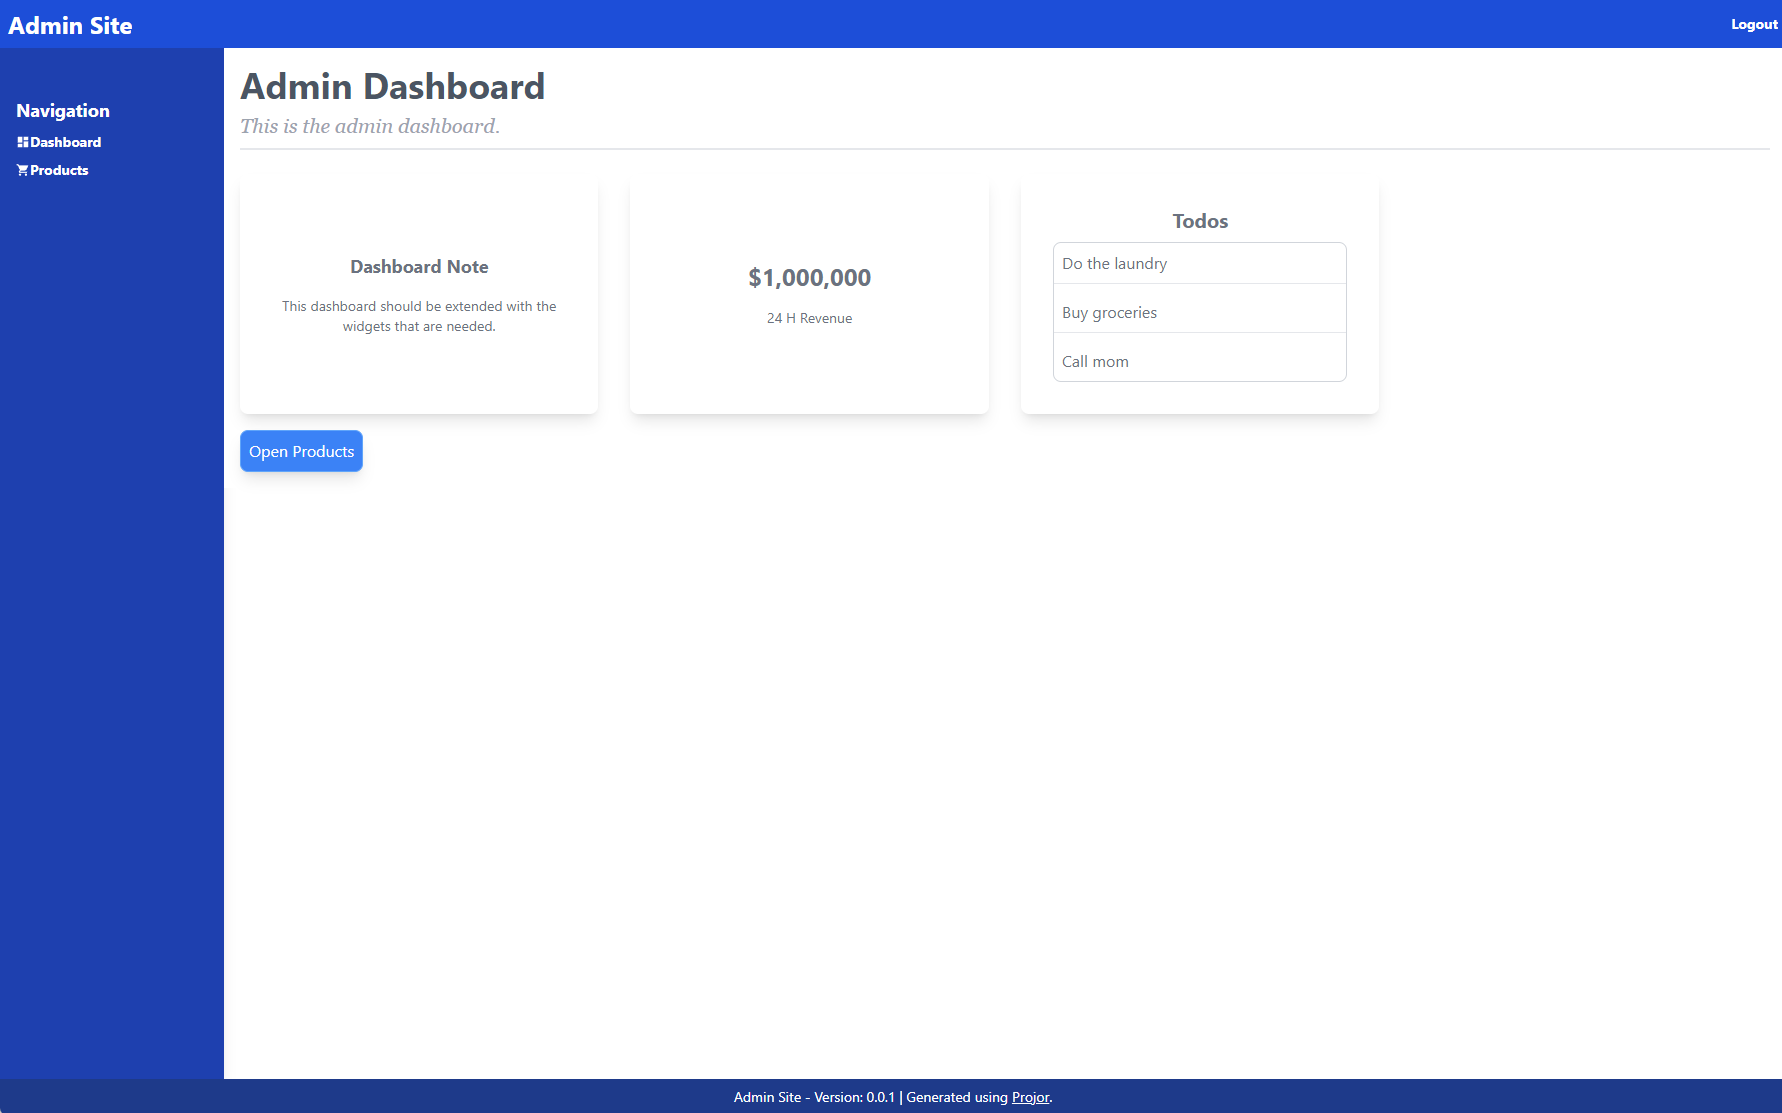 Admin Site
Logout
Navigation
Dashboard
Products
Admin Dashboard
This is the admin dashboard.
Dashboard Note
This dashboard should be extended with the
widgets that are needed.
$1,000,000
24 H Revenue
Todos
Do the laundry
Buy groceries
Call mom
Open Products
Admin Site - Version: 0.0.1 | Generated using Projor.